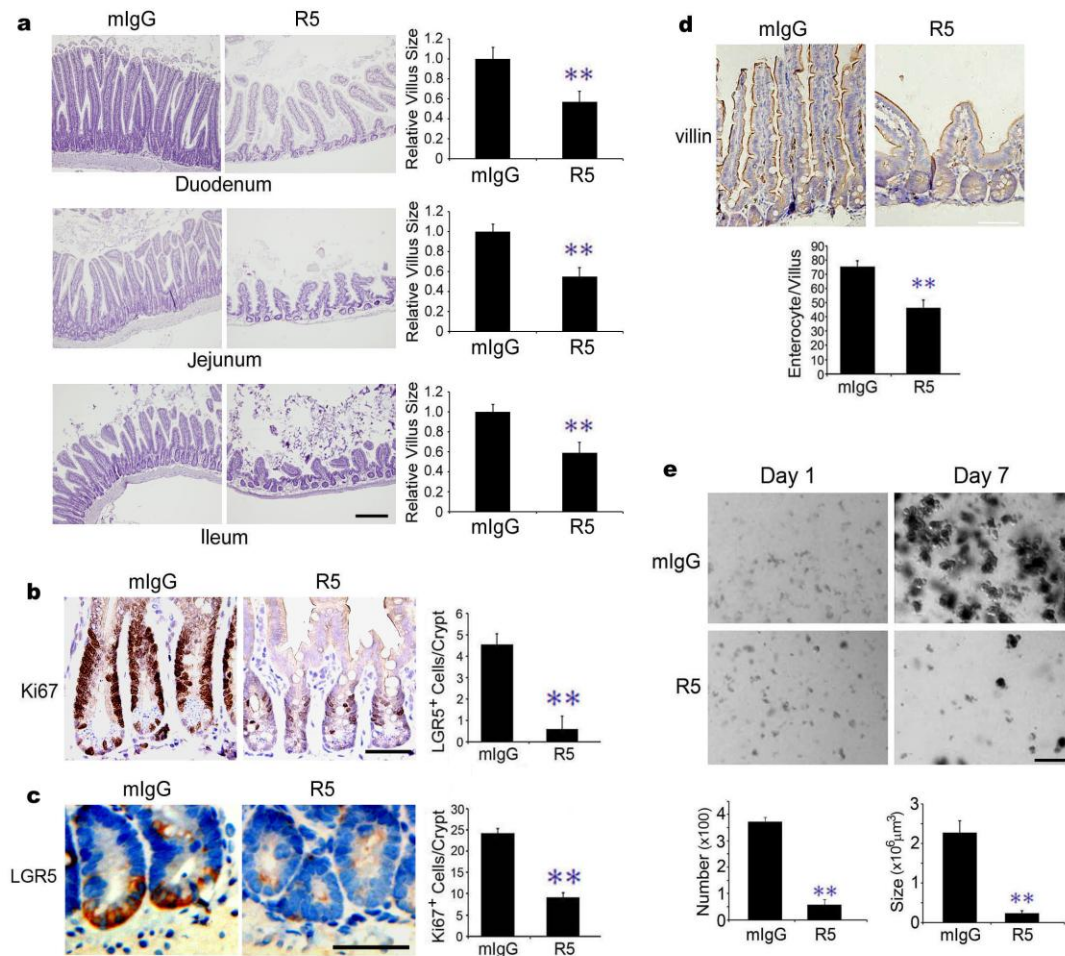 a
mIgG R5
Relative Villus Size
1.2
1.0
0.8
0.6
0.4
0.2
0
**
mIgG R5
Duodenum
Relative Villus Size
1.2
1.0
0.8
0.6
0.4
0.2
0
**
mIgG R5
Jejunum
Relative Villus Size
1.2
1.0
0.8
0.6
0.4
0.2
0
**
mIgG R5
Ileum
b
mIgG R5
Ki67
LGR5+ Cells/Crypt
6
5
4
3
2
1
0
**
mIgG R5
c
mIgG R5
LGR5
Ki67+ Cells/Crypt
30
25
20
15
10
5
0
**
mIgG R5
d
mIgG R5
villin
Enterocyte/Villus
90
80
70
60
50
40
30
20
10
0
**
mIgG R5
e
Day 1 Day 7
mIgG
R5
Number (x100)
4
3
2
1
0
**
mIgG R5
Size (x10⁶μm³)
3
2
1
0
**
mIgG R5